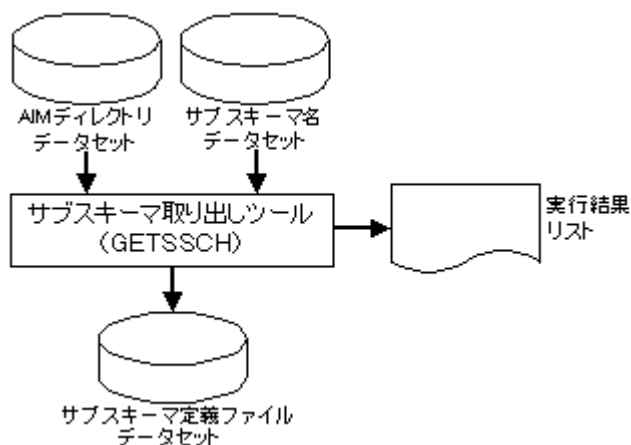 AIMディレクトリ
データセット
サブスキーマ名
データセット
サブスキーマ取り出しツール
（GETSSCH）
実行結果
リスト
サブスキーマ定義ファイル
データセット